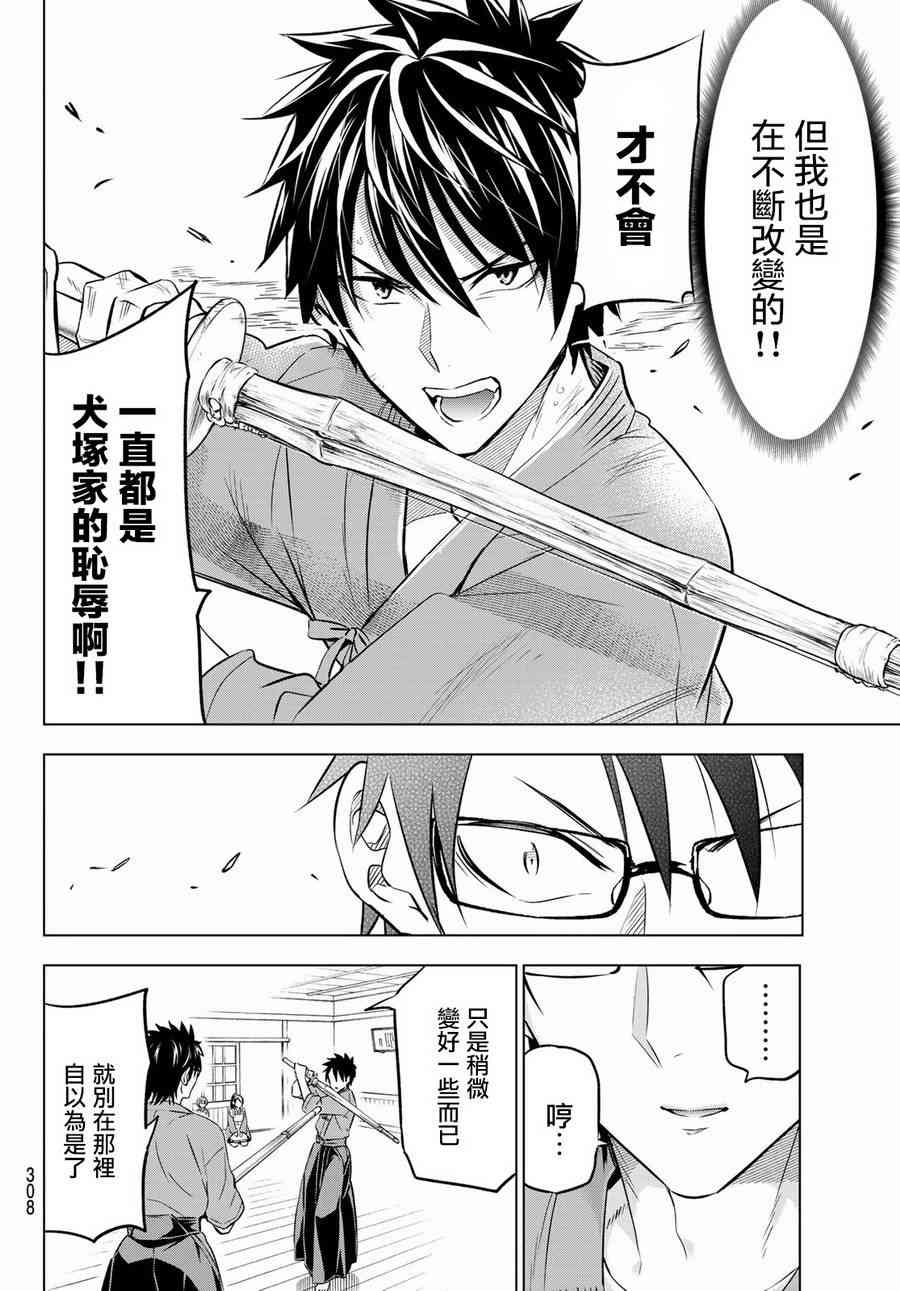 但我也是
在不斷改變的!!
才不會
一直都是
犬塚家的恥辱啊!!
………
哼…
只是稍微
變好一些而已
就別在那裡
自以為是了
308